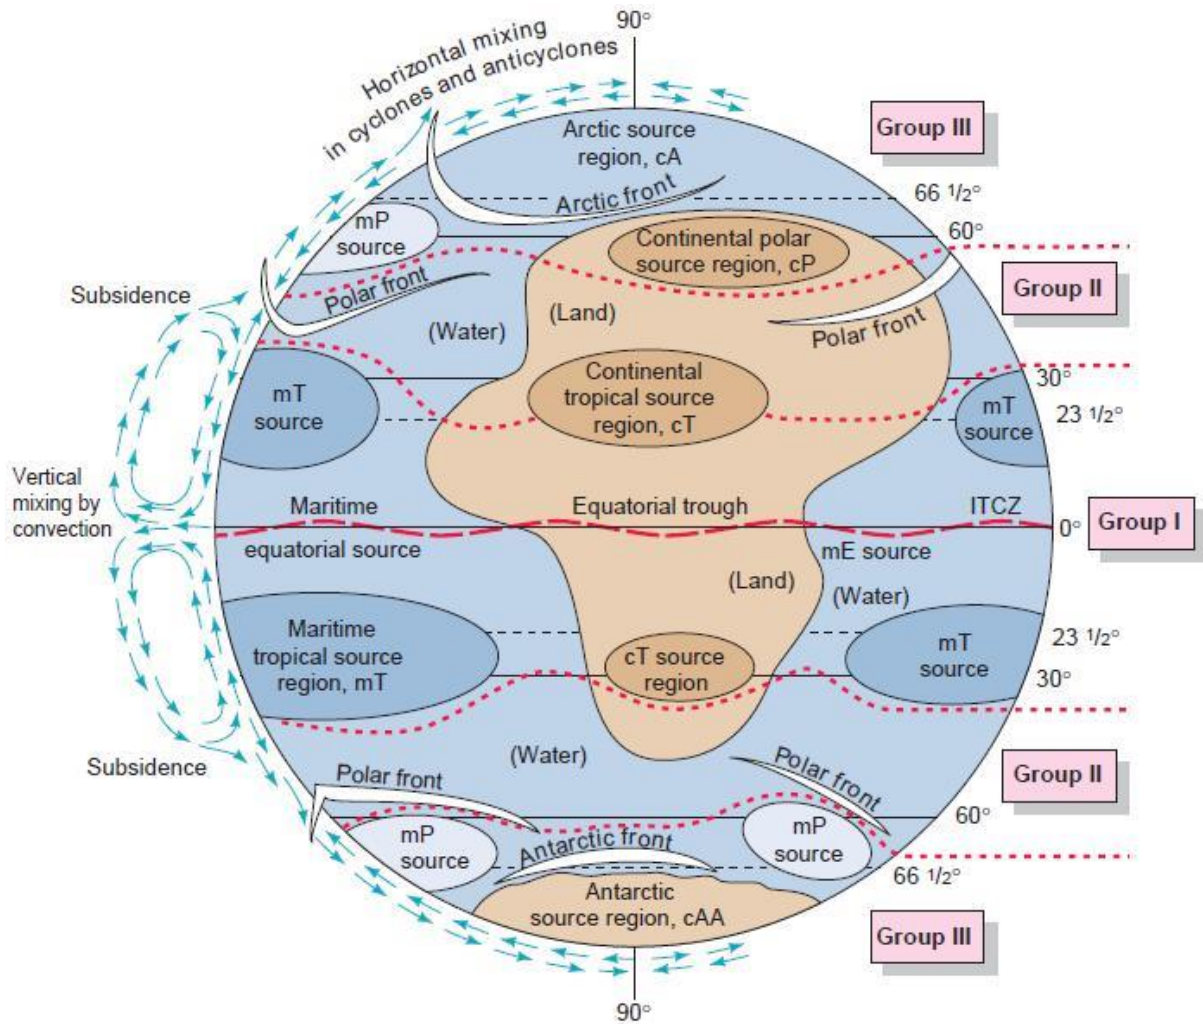 90°
Horizontal mixing
in cyclones and anticyclones
Group III
Arctic source
region, cA
Arctic front
66 1/2°
mP
source
60°
Continental polar
source region, cP
Subsidence
Polar front
Group II
(Water)
(Land)
Polar front
mT
source
Continental
tropical source
region, cT
30°
mT
source
23 1/2°
Vertical
mixing by
convection
Maritime
Equatorial trough
ITCZ
0°
Group I
equatorial source
mE source
(Land)
(Water)
Maritime
tropical source
region, mT
cT source
region
mT
source
23 1/2°
30°
Subsidence
(Water)
Polar front
Polar front
Group II
mP
source
Antarctic front
mP
source
60°
66 1/2°
Antarctic
source region, cAA
Group III
90°